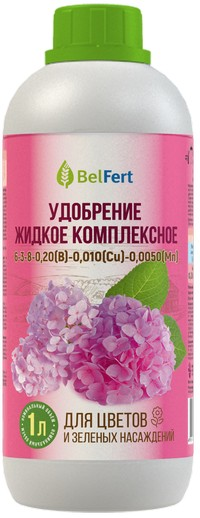 BelFert
УДОБРЕНИЕ
ЖИДКОЕ КОМПЛЕКСНОЕ
6-3-8-0,20(B)-0,010(Cu)-0,0050(Mn)
1л
ДЛЯ ЦВЕТОВ
И ЗЕЛЕНЫХ НАСАЖДЕНИЙ